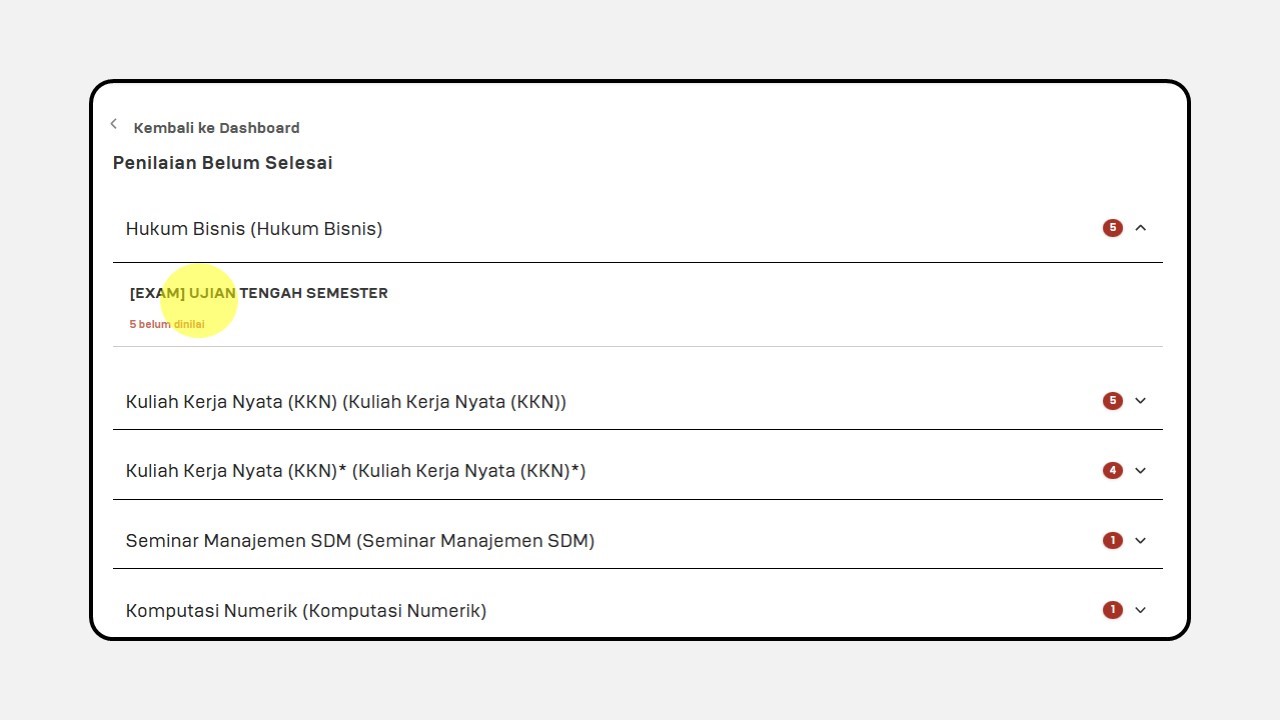 Kembali ke Dashboard
Penilaian Belum Selesai
Hukum Bisnis (Hukum Bisnis) 5
[EXAM] UJIAN TENGAH SEMESTER
5 belum dinilai
Kuliah Kerja Nyata (KKN) (Kuliah Kerja Nyata (KKN)) 5
Kuliah Kerja Nyata (KKN)* (Kuliah Kerja Nyata (KKN)*) 4
Seminar Manajemen SDM (Seminar Manajemen SDM) 1
Komputasi Numerik (Komputasi Numerik) 1